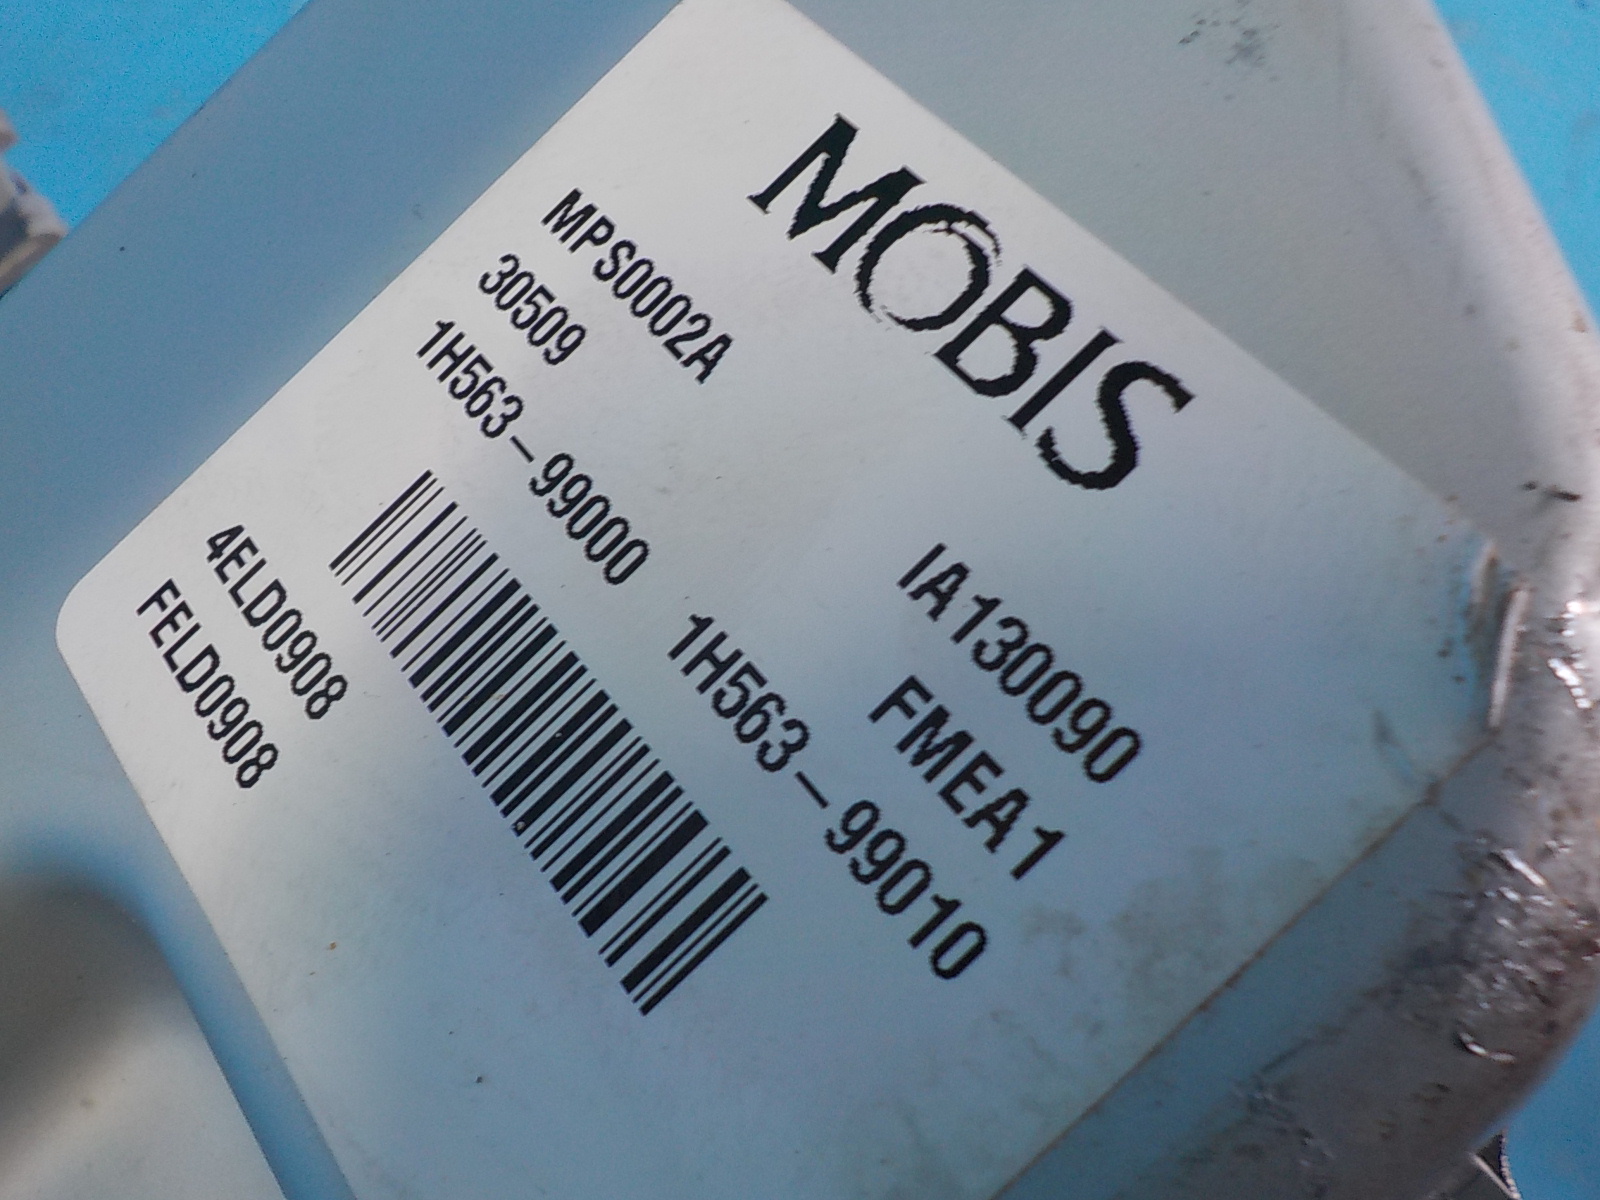 MOBIS
MPS0002A IA130090
30509 FMEA1
1H563-99000 1H563-99010
4ELD0908
FELD0908